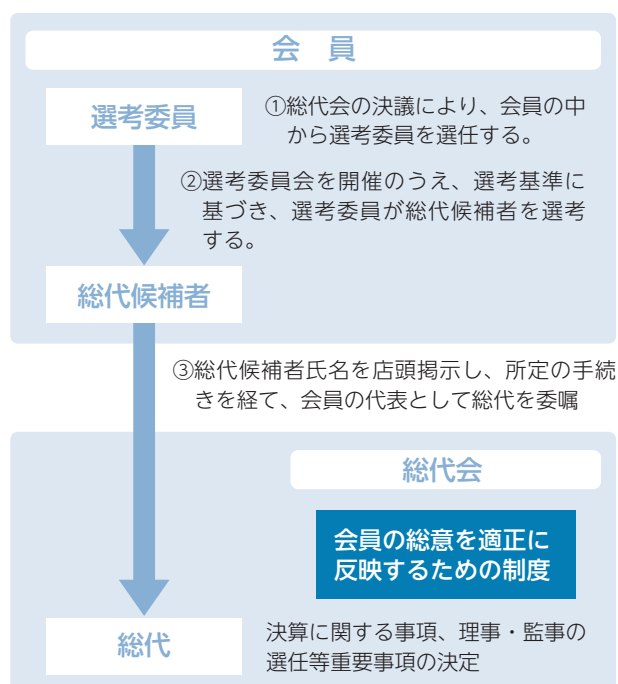 会 員
選考委員
①総代会の決議により、会員の中
から選考委員を選任する。
②選考委員会を開催のうえ、選考基準に
基づき、選考委員が総代候補者を選考
する。
総代候補者
③総代候補者氏名を店頭掲示し、所定の手続
きを経て、会員の代表として総代を委嘱
総代会
会員の総意を適正に
反映するための制度
総代
決算に関する事項、理事・監事の
選任等重要事項の決定